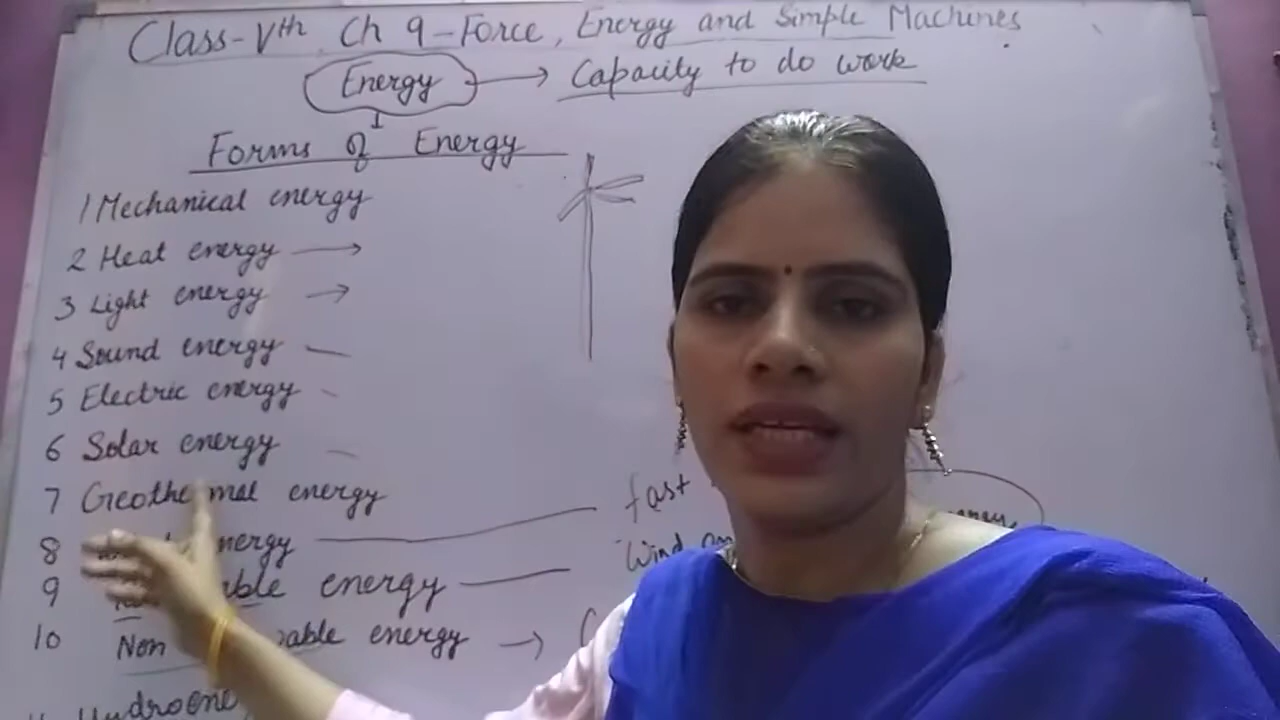 Class-Vth Ch 9-Force, Energy and Simple Machines
Energy → Capacity to do work
Forms of Energy
1 Mechanical energy
2 Heat energy →
3 Light energy →
4 Sound energy
5 Electric energy
6 Solar energy
7 Geothermal energy
fast
8 energy
Wind
9 energy
10 Non energy →